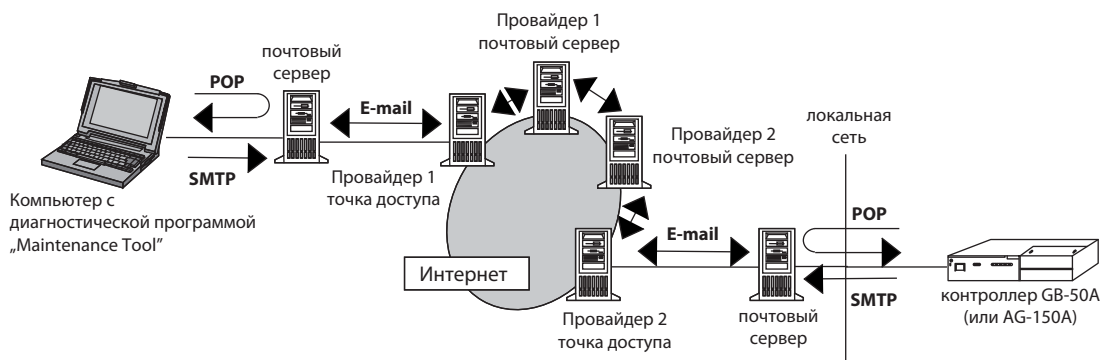 Провайдер 1
почтовый сервер
почтовый
сервер
POP
E-mail
SMTP
Провайдер 1
точка доступа
Компьютер с
диагностической программой
„Maintenance Tool”
Провайдер 2
почтовый сервер
локальная
сеть
POP
E-mail
SMTP
Интернет
Провайдер 2
точка доступа
почтовый
сервер
контроллер GB-50A
(или AG-150A)